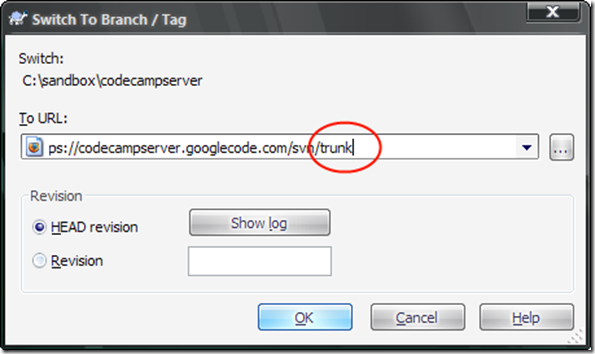 Switch To Branch / Tag
Switch:
C:\sandbox\codecampserver
To URL:
ps://codecampserver.googlecode.com/svn/trunk
...
Revision
HEAD revision
Show log
Revision
OK Cancel Help